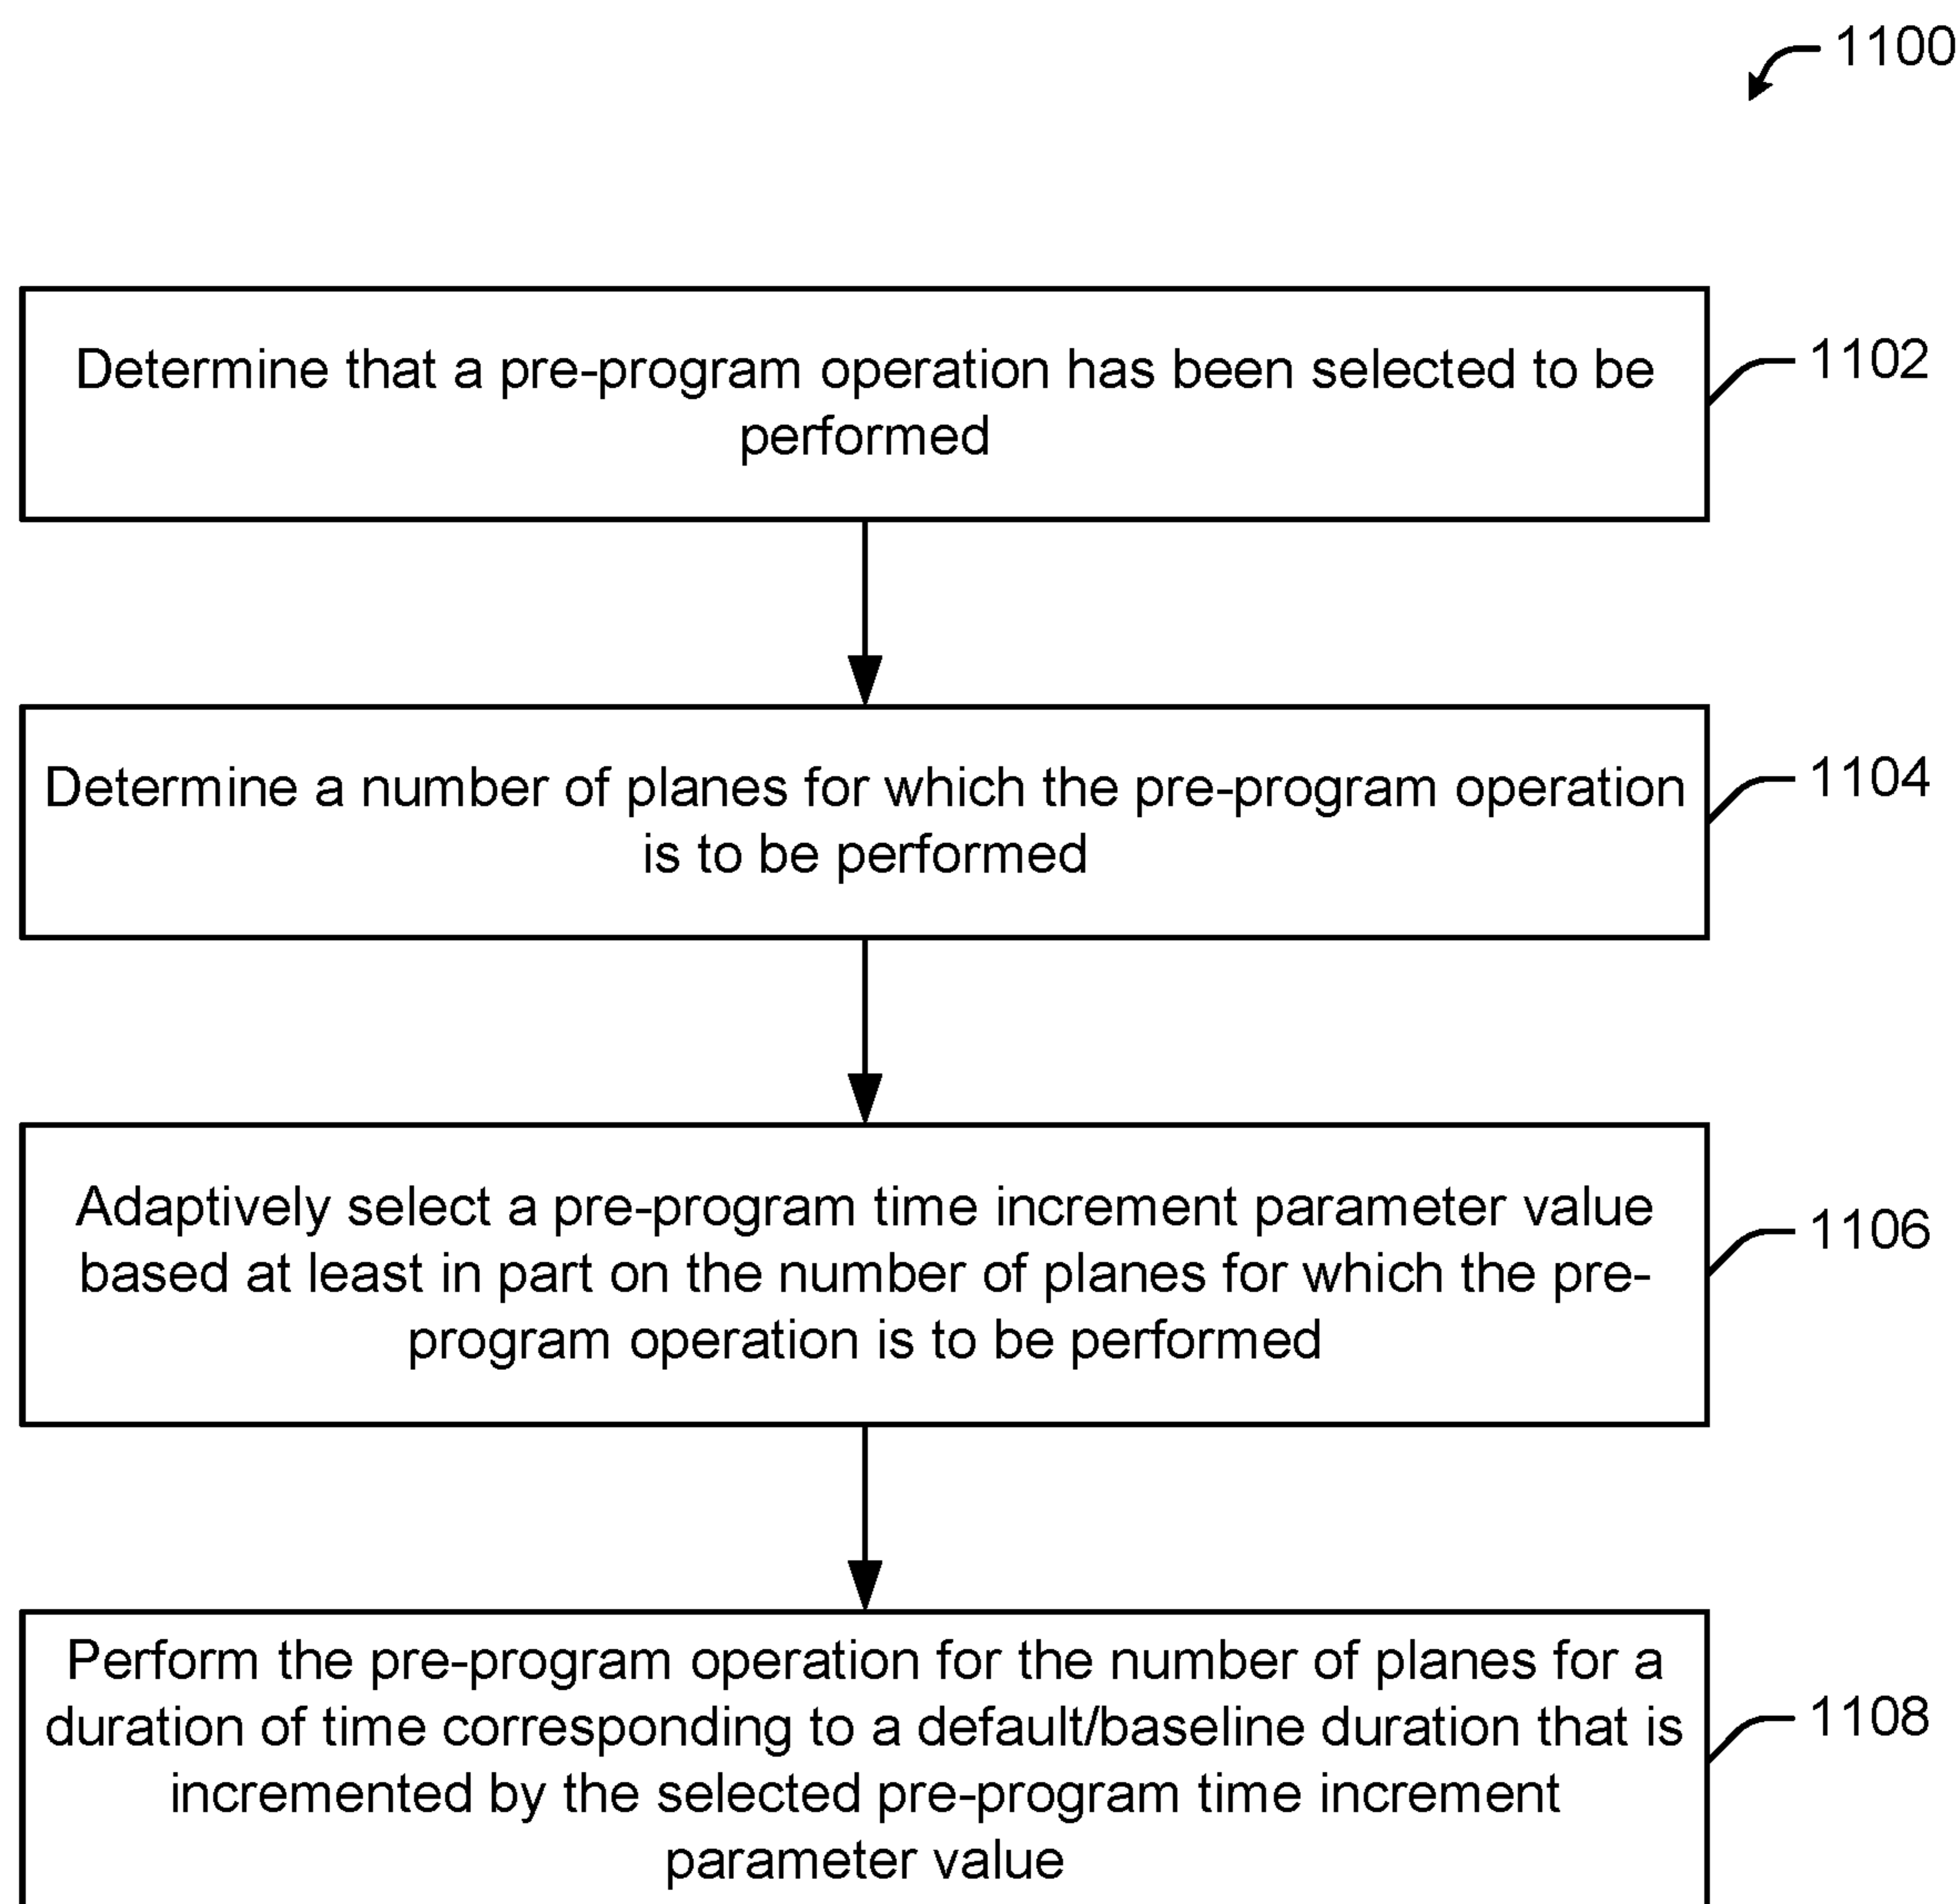 1100
Determine that a pre-program operation has been selected to be
performed
1102
Determine a number of planes for which the pre-program operation
is to be performed
1104
Adaptively select a pre-program time increment parameter value
based at least in part on the number of planes for which the pre-
program operation is to be performed
1106
Perform the pre-program operation for the number of planes for a
duration of time corresponding to a default/baseline duration that is
incremented by the selected pre-program time increment
parameter value
1108